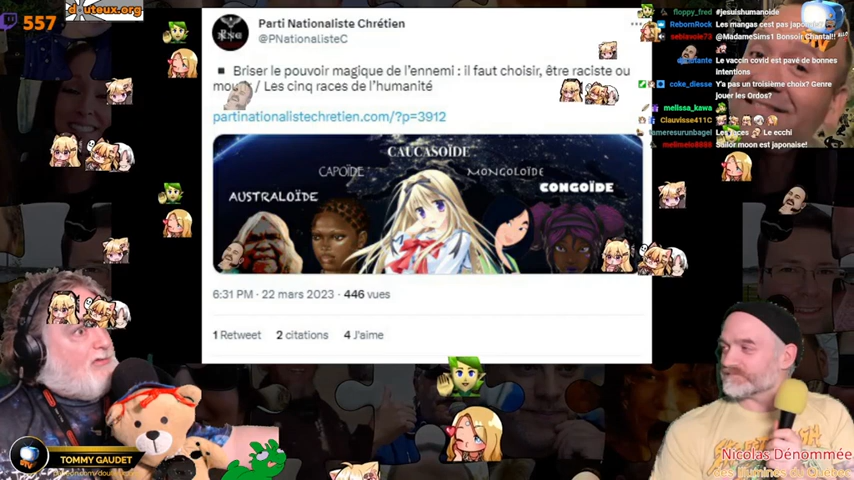 557
douteux.org
Parti Nationaliste Chrétien
@PNationalisteC
Briser le pouvoir magique de l'ennemi : il faut choisir, être raciste ou
/ Les cinq races de l'humanité
partinationalistechretien.com/?p=3912
CAUCASOÏDE
CAPOÏDE
MONGOLOÏDE
AUSTRALOÏDE
CONGOÏDE
6:31 PM · 22 mars 2023 · 446 vues
1 Retweet 2 citations 4 J'aime
floppy_fred #jesuishumanoide
RebornRock Les mangas cest pas japonais
@MadameSims1 Bonsoir Chantal!!
Le vaccin covid est pavé de bonnes
intentions
coke_diesse Y'a pas un troisième choix? Genre
jouer les Ordos?
melissa_kawa
Clauvisse411C
Les races Le ecchi
Sailor moon est japonaise!
TOMMY GAUDET
Nicolas Dénommée
des illuminés du Québec